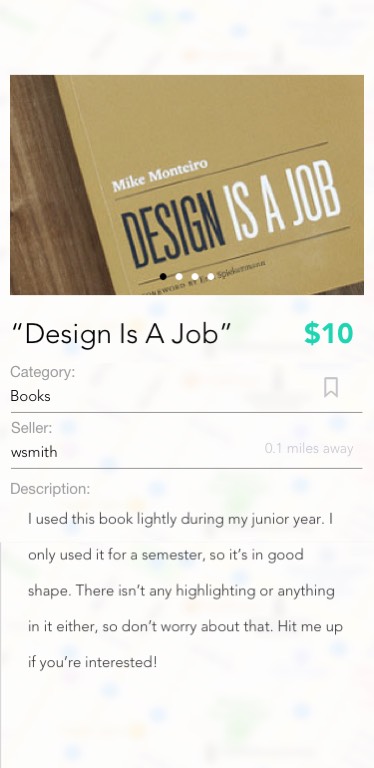 Mike Monteiro
DESIGN IS A JOB
“Design Is A Job”
$10
Category:
Books
Seller:
wsmith
0.1 miles away
Description:
I used this book lightly during my junior year. I
only used it for a semester, so it’s in good
shape. There isn’t any highlighting or anything
in it either, so don’t worry about that. Hit me up
if you’re interested!